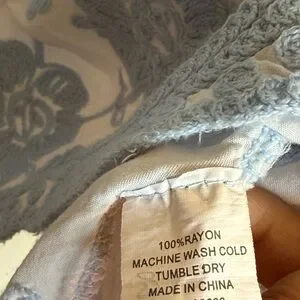 100%RAYON
MACHINE WASH COLD
TUMBLE DRY
MADE IN CHINA